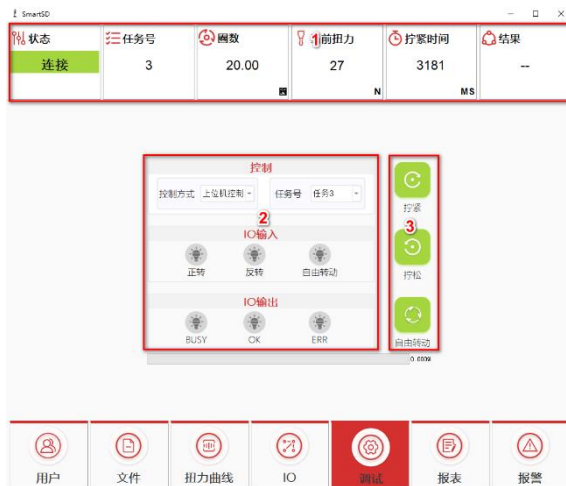 SmartSD
状态
任务号
圈数
1
前扭力
拧紧时间
结果
连接
3
20.00
27
3181
--
圈
N
MS
控制
控制方式 上位机控制 任务号 任务3
2
IO输入
正转 反转 自由转动
IO输出
BUSY OK ERR
3
拧紧
拧松
自由转动
用户 文件 扭力曲线 IO 调试 报表 报警